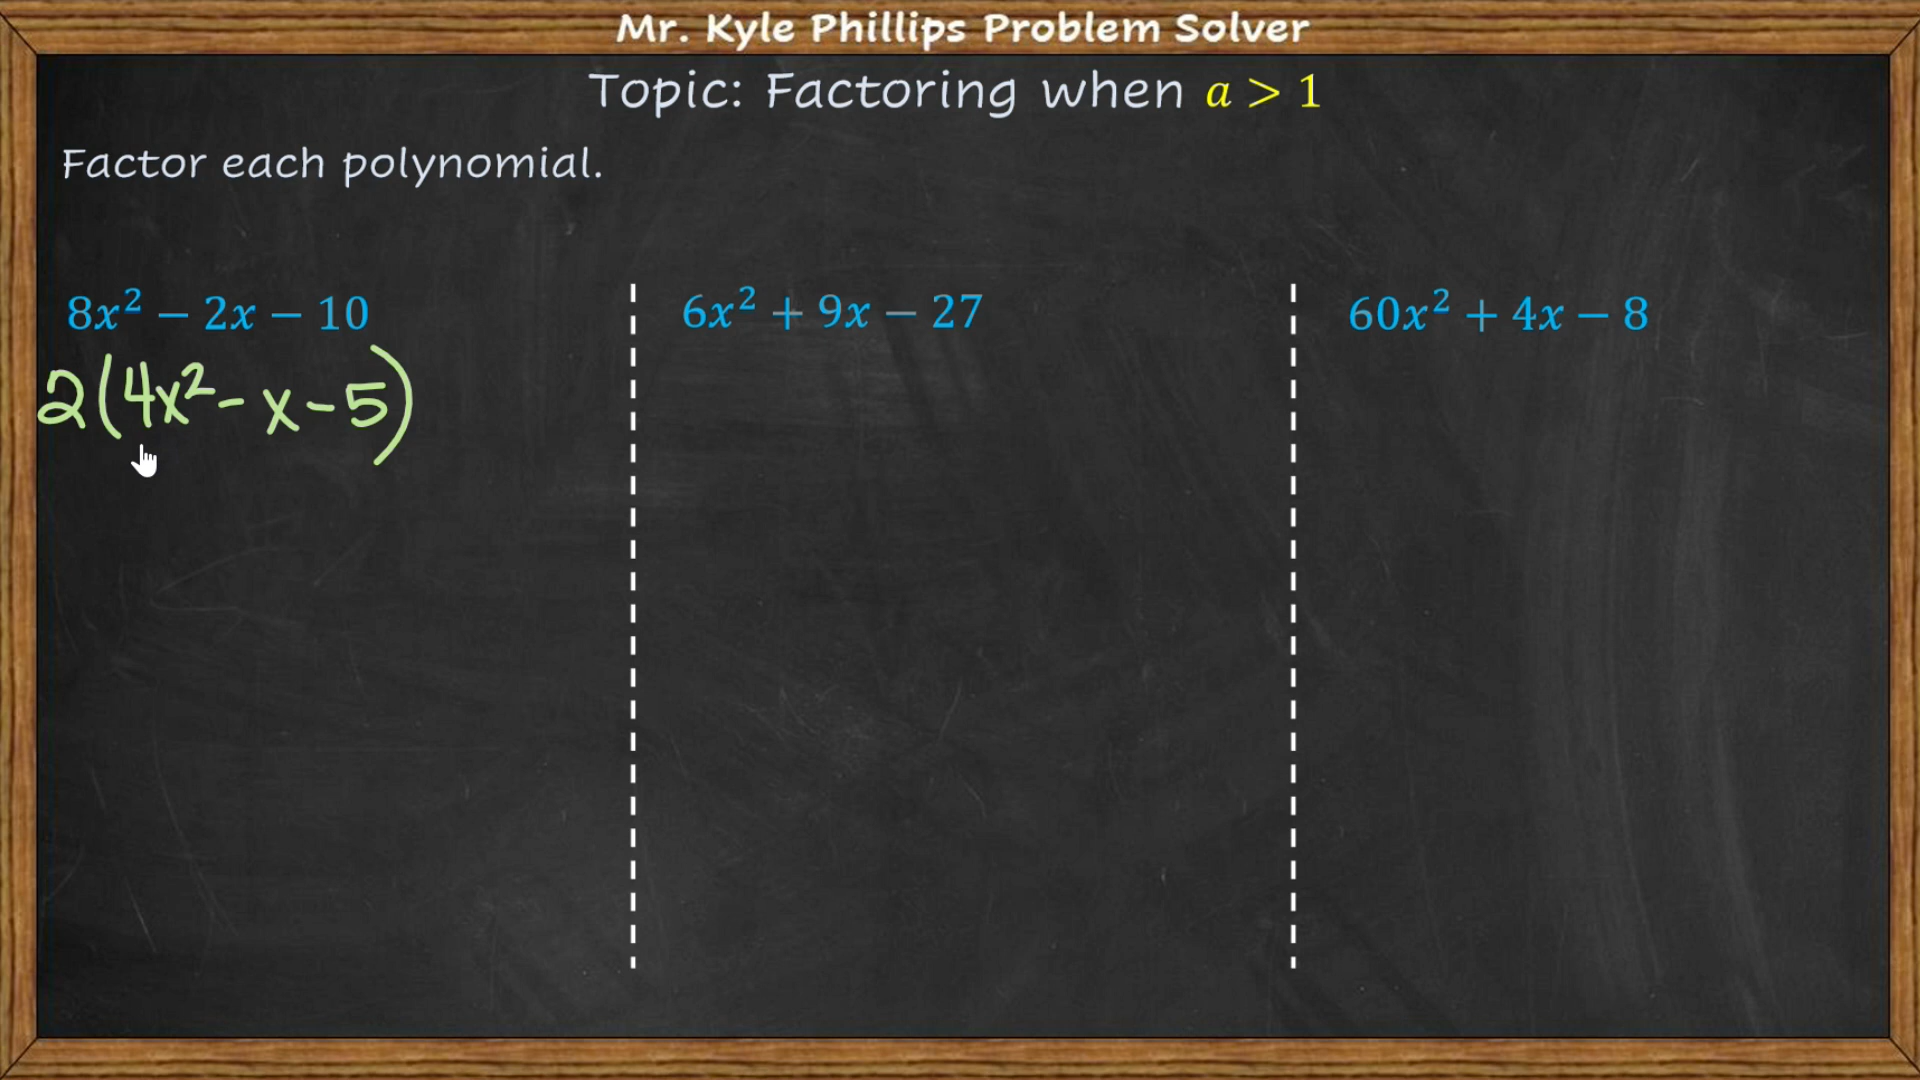 Mr. Kyle Phillips Problem Solver
Topic: Factoring when a > 1
Factor each polynomial.
8x² − 2x − 10
2(4x² - x - 5)
6x² + 9x − 27
60x² + 4x − 8